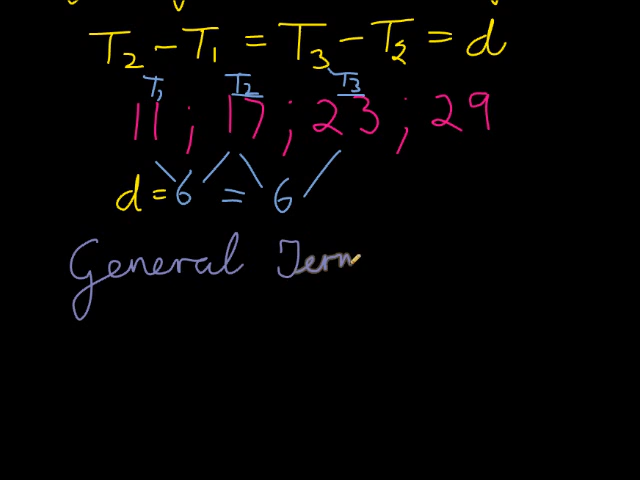 T₂ - T₁ = T₃ - T₂ = d
T₁ T₂ T₃
11 ; 17 ; 23 ; 29
d = 6 = 6
General Term